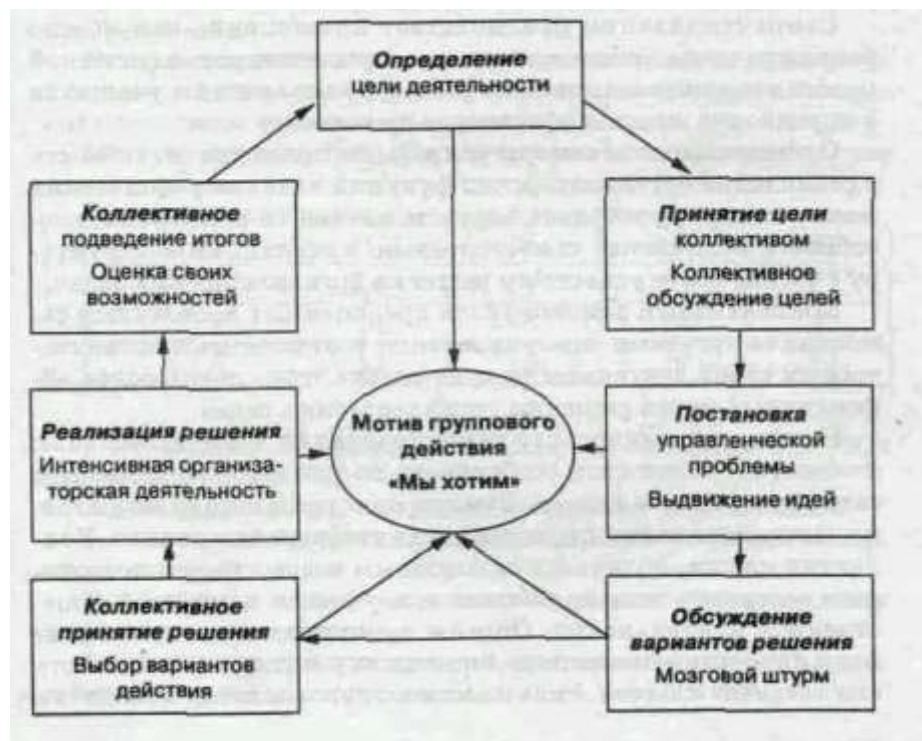 Определение
цели деятельности
Коллективное
подведение итогов
Оценка своих
возможностей
Принятие цели
коллективом
Коллективное
обсуждение целей
Реализация решения
Интенсивная организа-
торская деятельность
Мотив группового
действия
«Мы хотим»
Постановка
управленческой
проблемы
Выдвижение идей
Коллективное
принятие решения
Выбор вариантов
действия
Обсуждение
вариантов решения
Мозговой штурм